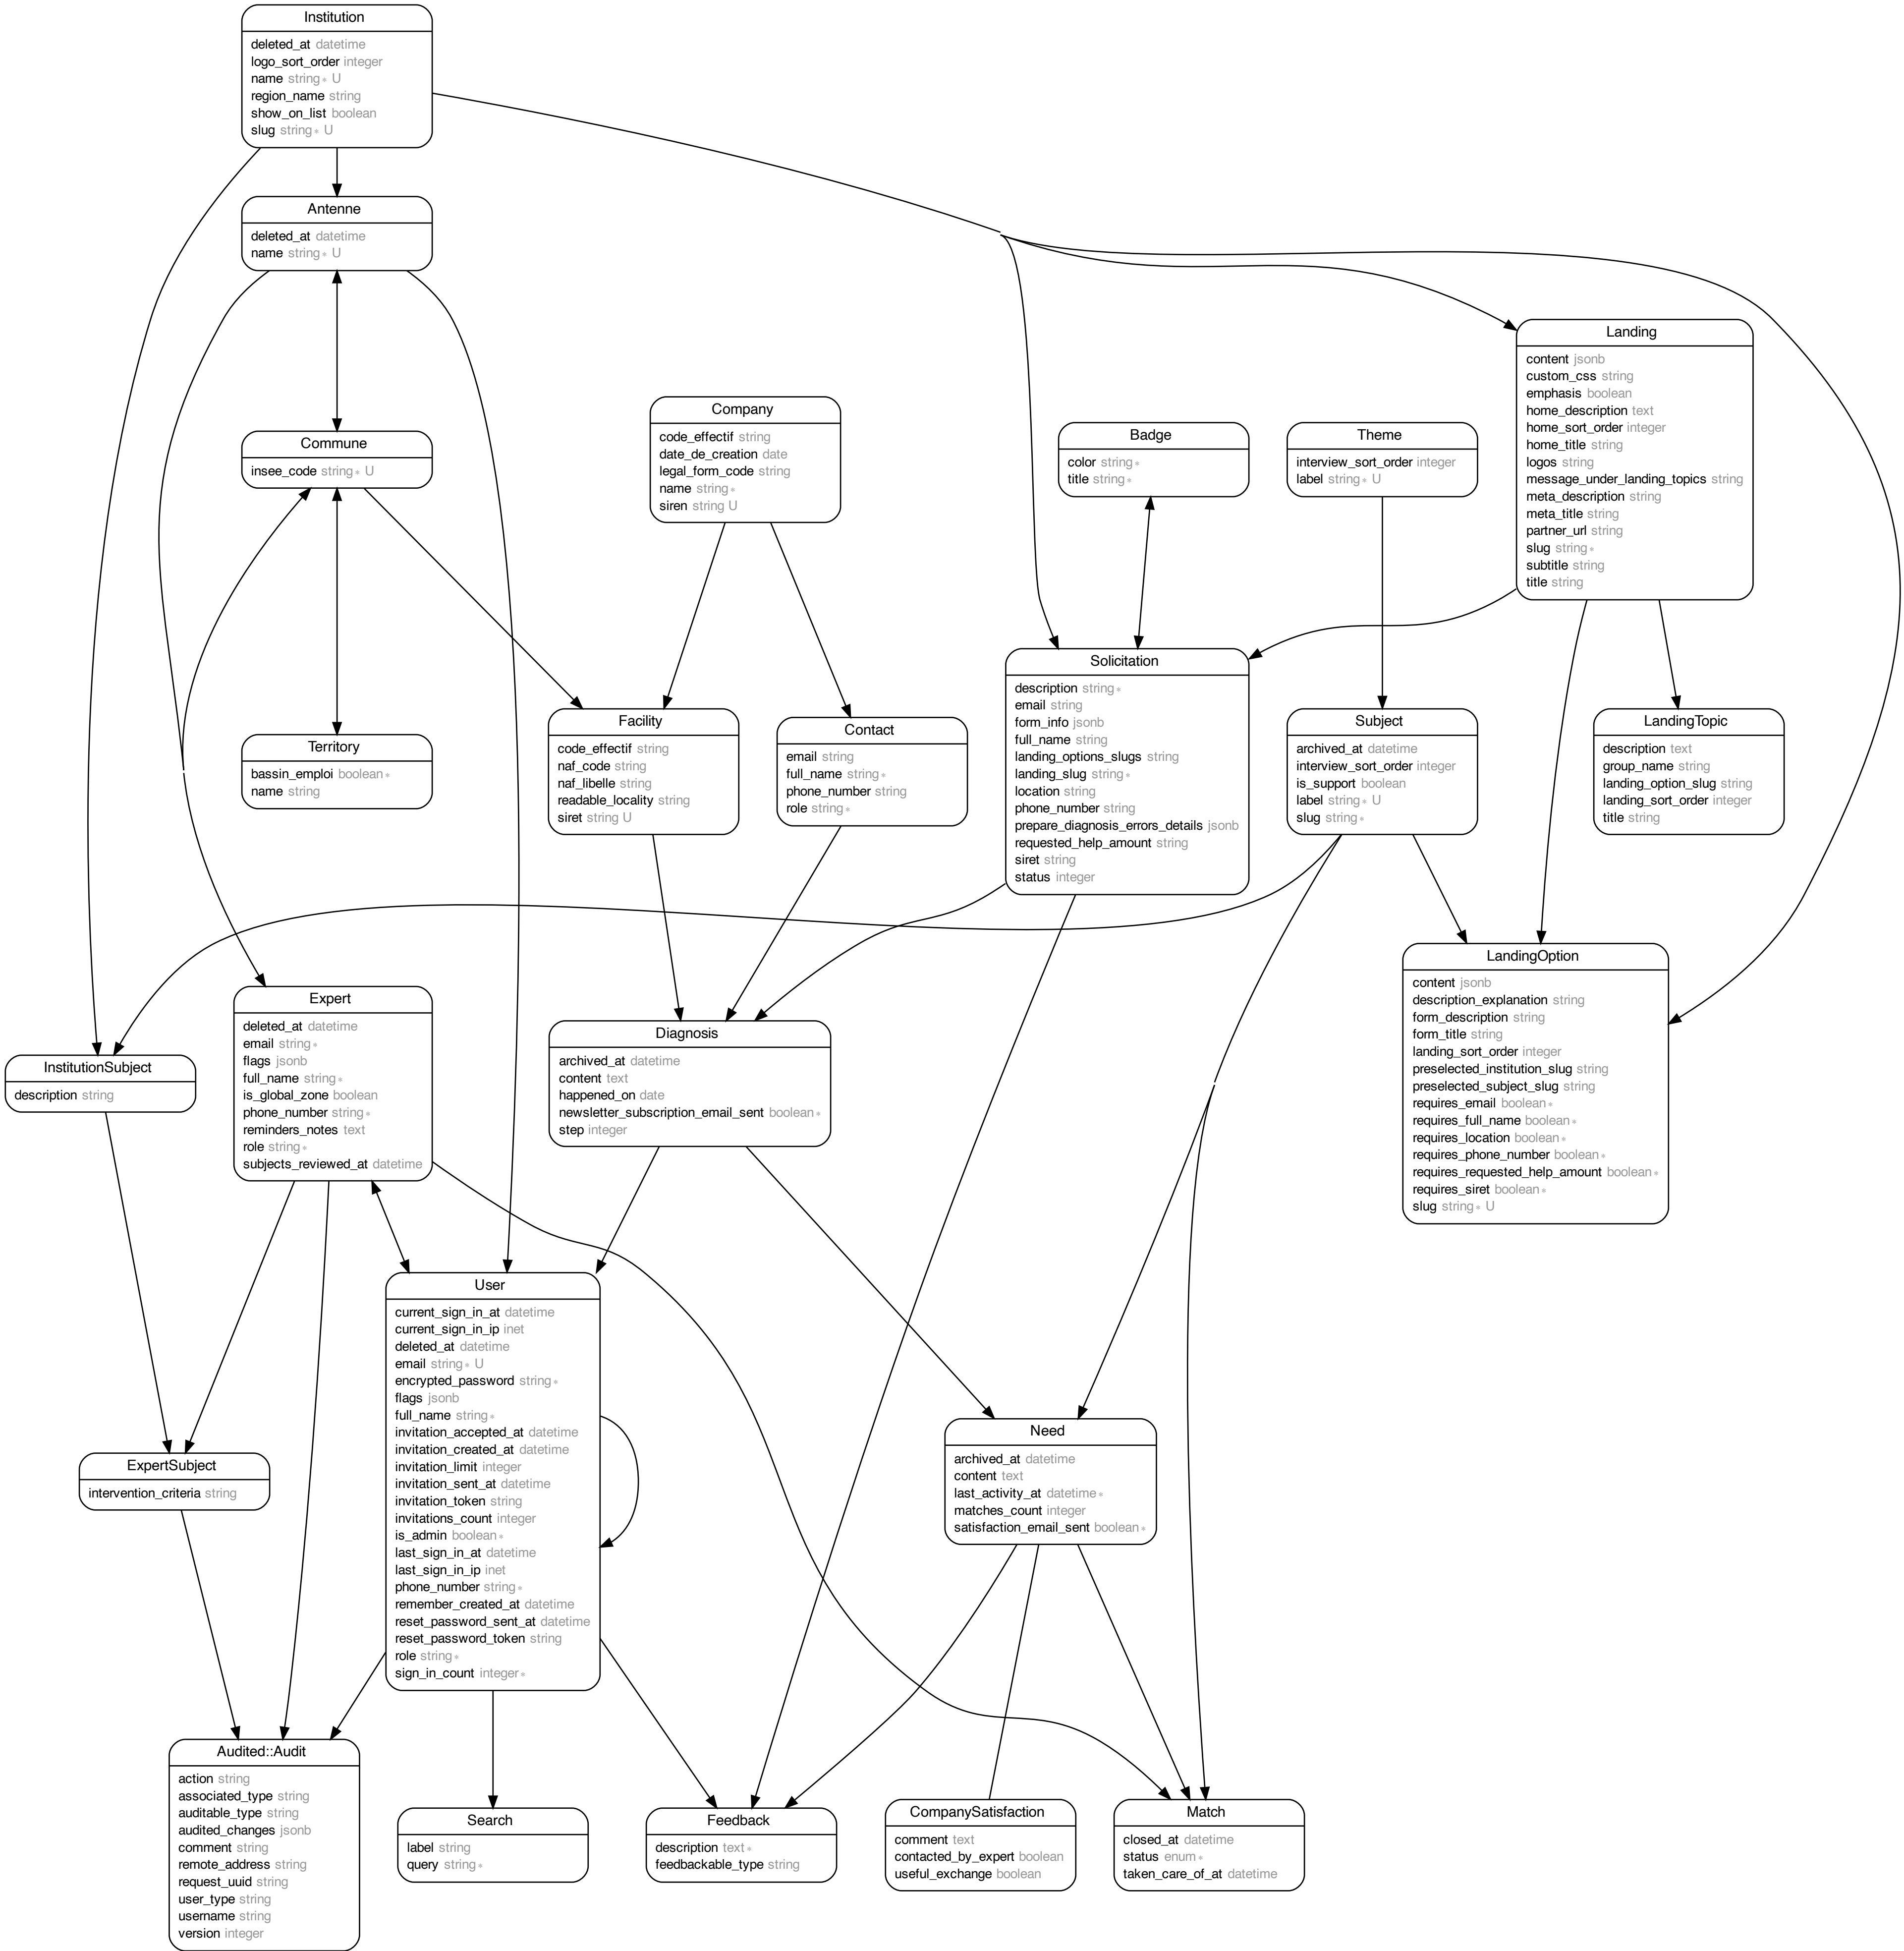 Institution
deleted_at datetime
logo_sort_order integer
name string∗ U
region_name string
show_on_list boolean
slug string∗ U
Antenne
deleted_at datetime
name string∗ U
Landing
content jsonb
custom_css string
emphasis boolean
home_description text
home_sort_order integer
home_title string
logos string
message_under_landing_topics string
meta_description string
meta_title string
partner_url string
slug string∗
subtitle string
title string
Company
code_effectif string
date_de_creation date
legal_form_code string
name string∗
siren string U
Badge
color string∗
title string∗
Theme
interview_sort_order integer
label string∗ U
Commune
insee_code string∗ U
Solicitation
description string∗
email string
form_info jsonb
full_name string
landing_options_slugs string
landing_slug string∗
location string
phone_number string
prepare_diagnosis_errors_details jsonb
requested_help_amount string
siret string
status integer
Territory
bassin_emploi boolean∗
name string
Facility
code_effectif string
naf_code string
naf_libelle string
readable_locality string
siret string U
Contact
email string
full_name string∗
phone_number string
role string∗
Subject
archived_at datetime
interview_sort_order integer
is_support boolean
label string∗ U
slug string∗
LandingTopic
description text
group_name string
landing_option_slug string
landing_sort_order integer
title string
LandingOption
content jsonb
description_explanation string
form_description string
form_title string
landing_sort_order integer
preselected_institution_slug string
preselected_subject_slug string
requires_email boolean∗
requires_full_name boolean∗
requires_location boolean∗
requires_phone_number boolean∗
requires_requested_help_amount boolean∗
requires_siret boolean∗
slug string∗ U
Expert
deleted_at datetime
email string∗
flags jsonb
full_name string∗
is_global_zone boolean
phone_number string∗
reminders_notes text
role string∗
subjects_reviewed_at datetime
InstitutionSubject
description string
Diagnosis
archived_at datetime
content text
happened_on date
newsletter_subscription_email_sent boolean∗
step integer
User
current_sign_in_at datetime
current_sign_in_ip inet
deleted_at datetime
email string∗ U
encrypted_password string∗
flags jsonb
full_name string∗
invitation_accepted_at datetime
invitation_created_at datetime
invitation_limit integer
invitation_sent_at datetime
invitation_token string
invitations_count integer
is_admin boolean∗
last_sign_in_at datetime
last_sign_in_ip inet
phone_number string∗
remember_created_at datetime
reset_password_sent_at datetime
reset_password_token string
role string∗
sign_in_count integer∗
Need
archived_at datetime
content text
last_activity_at datetime∗
matches_count integer
satisfaction_email_sent boolean∗
ExpertSubject
intervention_criteria string
Audited::Audit
action string
associated_type string
auditable_type string
audited_changes jsonb
comment string
remote_address string
request_uuid string
user_type string
username string
version integer
Search
label string
query string∗
Feedback
description text∗
feedbackable_type string
CompanySatisfaction
comment text
contacted_by_expert boolean
useful_exchange boolean
Match
closed_at datetime
status enum∗
taken_care_of_at datetime